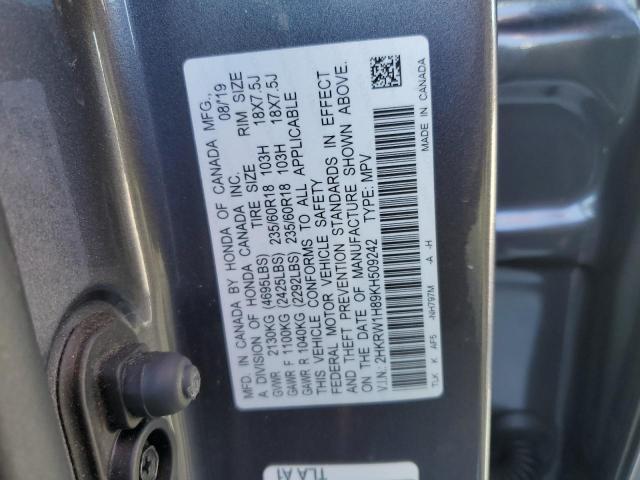 MFD. IN CANADA BY HONDA OF CANADA MFG., 08/19
A DIVISION OF HONDA CANADA INC.
TIRE SIZE RIM SIZE
GVWR 2130KG (4695LBS)
GAWR F 1100KG (2425LBS) 235/60R18 103H 18X7.5J
GAWR R 1040KG (2292LBS) 235/60R18 103H 18X7.5J
THIS VEHICLE CONFORMS TO ALL APPLICABLE
FEDERAL MOTOR VEHICLE SAFETY
AND THEFT PREVENTION STANDARDS IN EFFECT
ON THE DATE OF MANUFACTURE SHOWN ABOVE.
V.I.N: 2HKRW1H89KH509242 TYPE: MPV
TLK K AF5 -NH797M -A -H
MADE IN CANADA
TLA A1